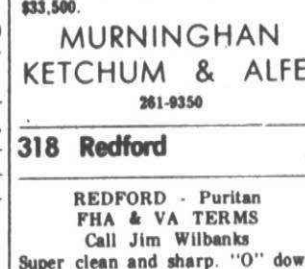 $33,500.
MURNINGHAN
KETCHUM & ALFE
261-9350
318 Redford
REDFORD - Puritan
FHA & VA TERMS
Call Jim Wilbanks
Super clean and sharp. "O" dow